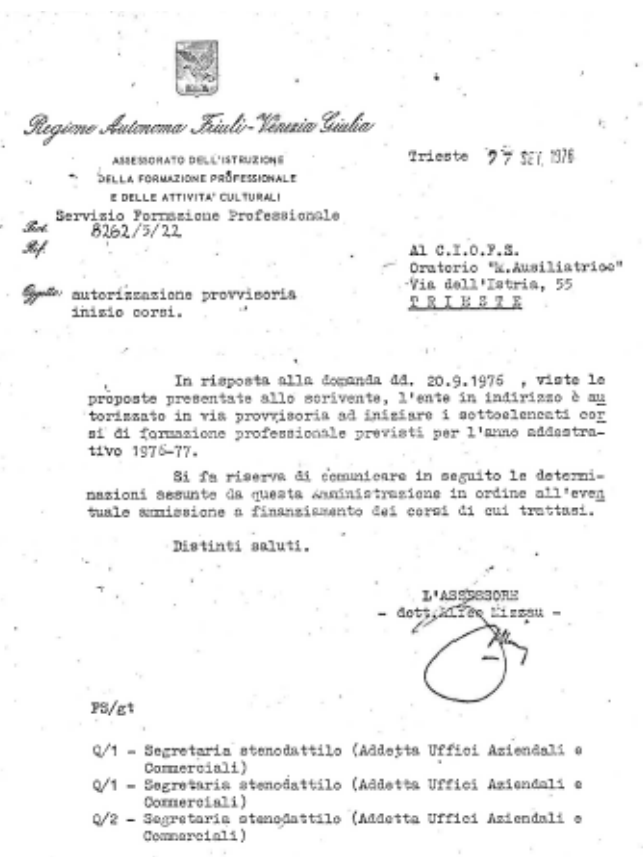 Regione Autonoma Friuli-Venezia Giulia
ASSESSORATO DELL'ISTRUZIONE
DELLA FORMAZIONE PROFESSIONALE
E DELLE ATTIVITA' CULTURALI
Servizio Formazione Professionale
Prot. 8262/5/22
Rif.
Oggetto: autorizzazione provvisoria
inizio corsi.
Trieste 27 SET. 1976
Al C.I.O.F.S.
Oratorio "M.Ausiliatrice"
Via dell'Istria, 55
TRIESTE
In risposta alla domanda dd. 20.9.1976 , viste le
proposte presentate allo scrivente, l'ente in indirizzo è au
torizzato in via provvisoria ad iniziare i sottoelencati cor
si di formazione professionale previsti per l'anno addestra-
tivo 1976-77.
Si fa riserva di comunicare in seguito le determi-
nazioni assunte da questa Amministrazione in ordine all'even
tuale ammissione a finanziamento dei corsi di cui trattasi.
Distinti saluti.
L'ASSESSORE
- dott.Alfeo Mizzau -
PS/gt
Q/1 - Segretaria stenodattilo (Addetta Uffici Aziendali e
Commerciali)
Q/1 - Segretaria stenodattilo (Addetta Uffici Aziendali e
Commerciali)
Q/2 - Segretaria stenodattilo (Addetta Uffici Aziendali e
Commerciali)